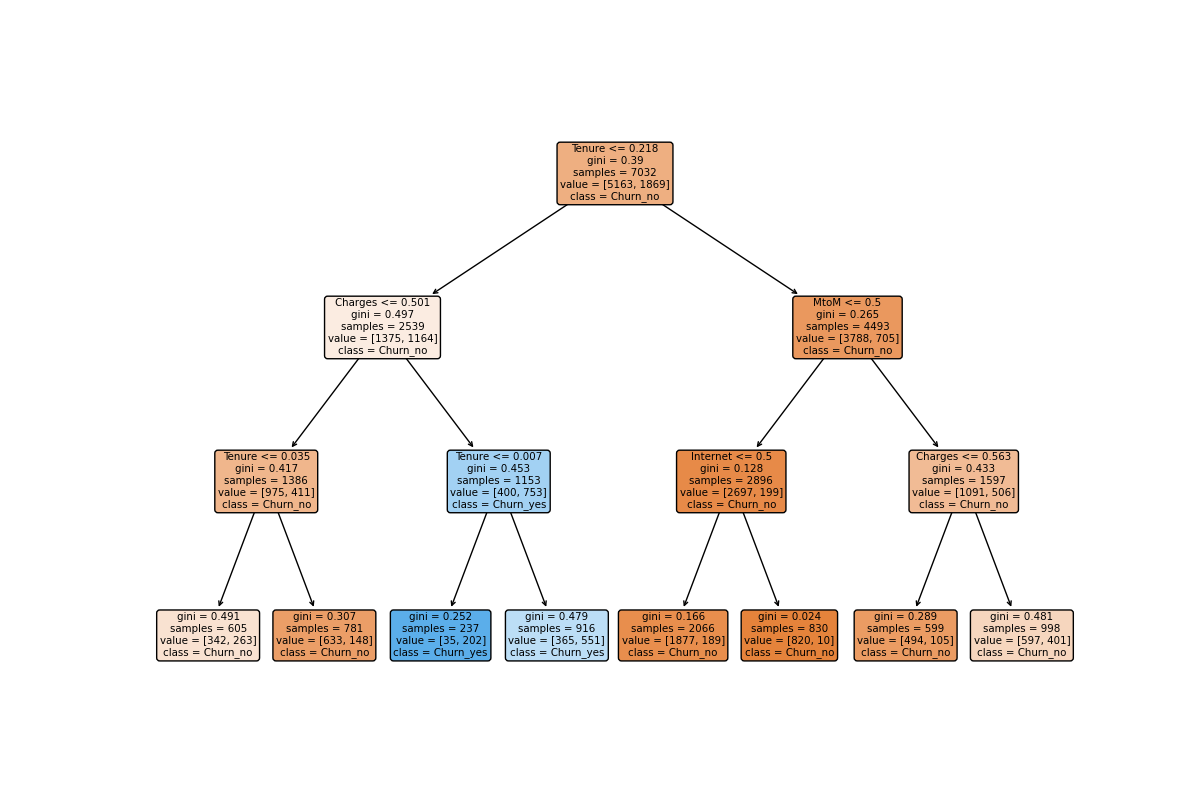 Tenure <= 0.218
gini = 0.39
samples = 7032
value = [5163, 1869]
class = Churn_no
Charges <= 0.501
gini = 0.497
samples = 2539
value = [1375, 1164]
class = Churn_no
MtoM <= 0.5
gini = 0.265
samples = 4493
value = [3788, 705]
class = Churn_no
Tenure <= 0.035
gini = 0.417
samples = 1386
value = [975, 411]
class = Churn_no
Tenure <= 0.007
gini = 0.453
samples = 1153
value = [400, 753]
class = Churn_yes
Internet <= 0.5
gini = 0.128
samples = 2896
value = [2697, 199]
class = Churn_no
Charges <= 0.563
gini = 0.433
samples = 1597
value = [1091, 506]
class = Churn_no
gini = 0.491
samples = 605
value = [342, 263]
class = Churn_no
gini = 0.307
samples = 781
value = [633, 148]
class = Churn_no
gini = 0.252
samples = 237
value = [35, 202]
class = Churn_yes
gini = 0.479
samples = 916
value = [365, 551]
class = Churn_yes
gini = 0.166
samples = 2066
value = [1877, 189]
class = Churn_no
gini = 0.024
samples = 830
value = [820, 10]
class = Churn_no
gini = 0.289
samples = 599
value = [494, 105]
class = Churn_no
gini = 0.481
samples = 998
value = [597, 401]
class = Churn_no